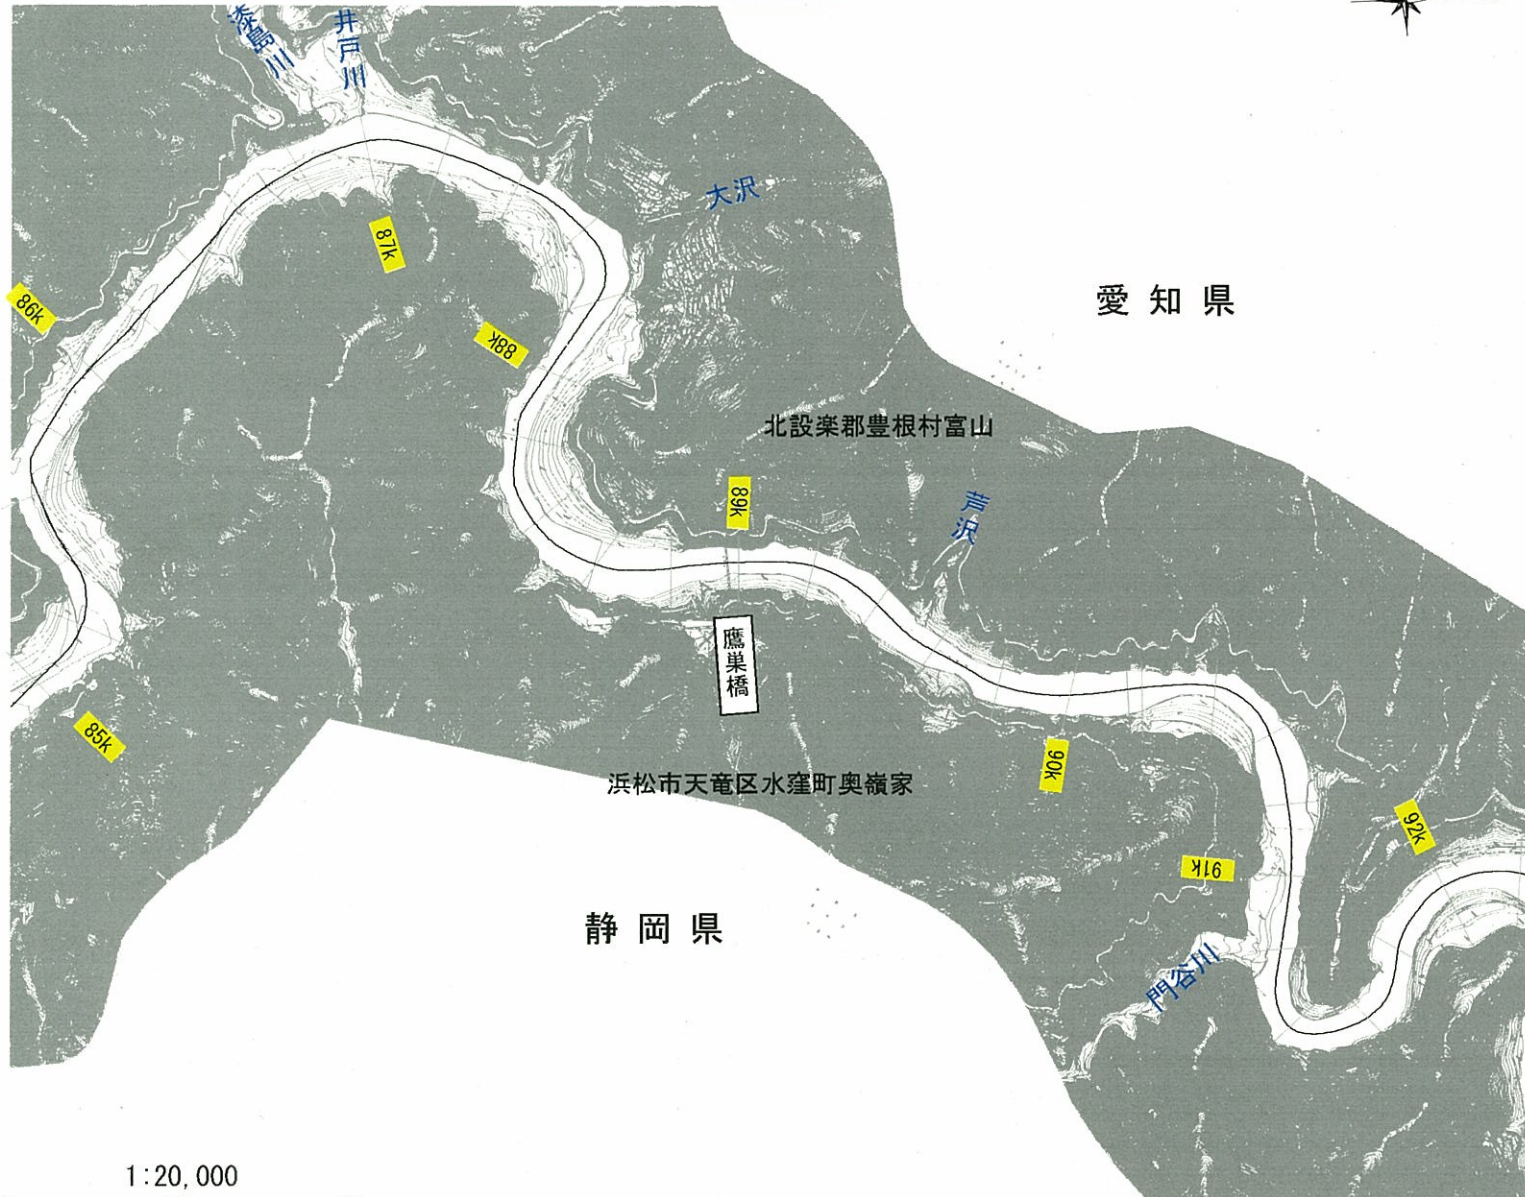 漆島川
井戸川
大沢
87k
愛知県
86k
88k
北設楽郡豊根村富山
89k
芦沢
鷹巣橋
85k
90k
浜松市天竜区水窪町奥嶺家
92k
91k
静岡県
門谷川
1:20,000